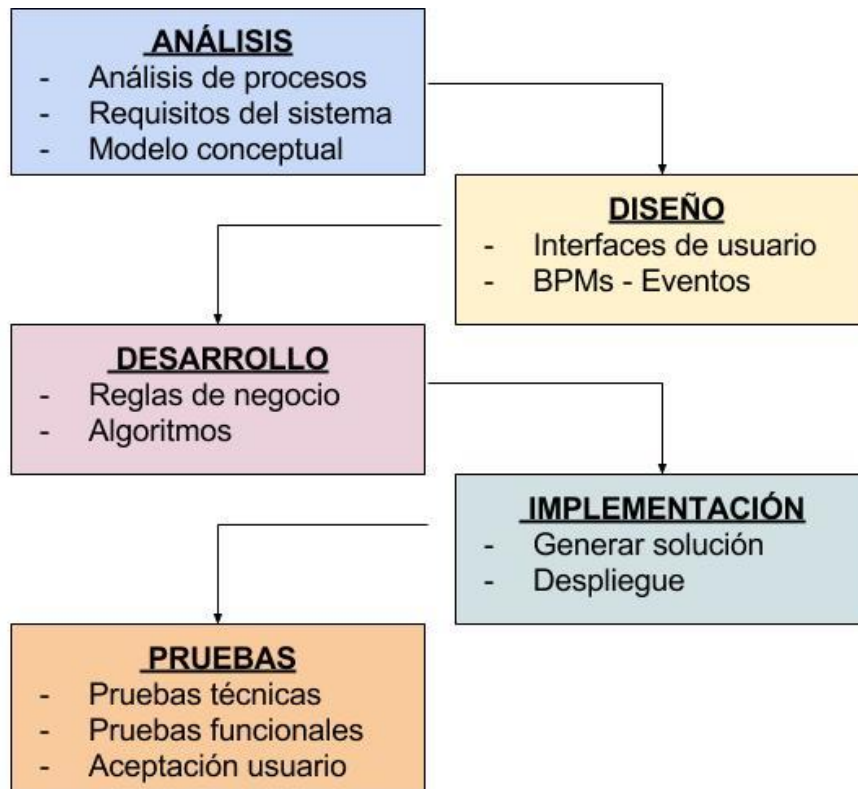 ANÁLISIS
- Análisis de procesos
- Requisitos del sistema
- Modelo conceptual
DISEÑO
- Interfaces de usuario
- BPMs - Eventos
DESARROLLO
- Reglas de negocio
- Algoritmos
IMPLEMENTACIÓN
- Generar solución
- Despliegue
PRUEBAS
- Pruebas técnicas
- Pruebas funcionales
- Aceptación usuario